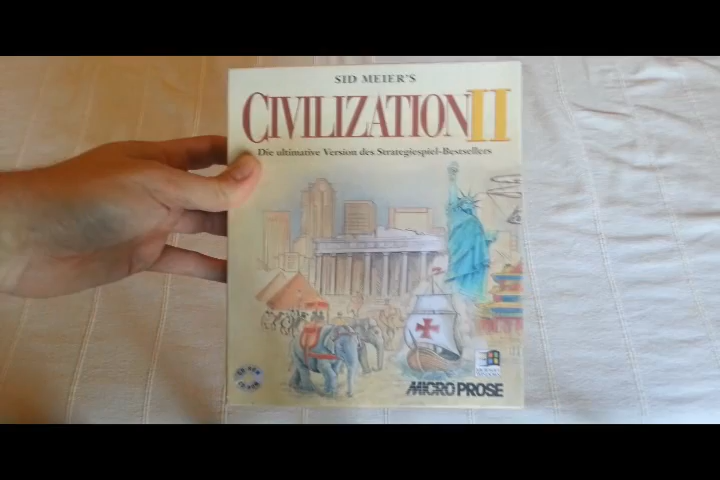 SID MEIER'S
CIVILIZATION II
Die ultimative Version des Strategiespiel-Bestsellers
MICRO PROSE